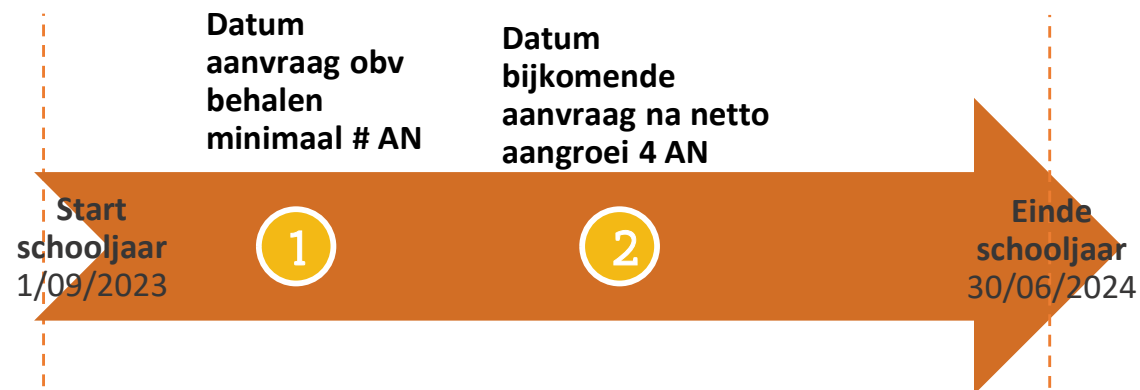 Datum
aanvraag obv
behalen
minimaal # AN
Datum
bijkomende
aanvraag na netto
aangroei 4 AN
Start
schooljaar
1/09/2023
1
2
Einde
schooljaar
30/06/2024